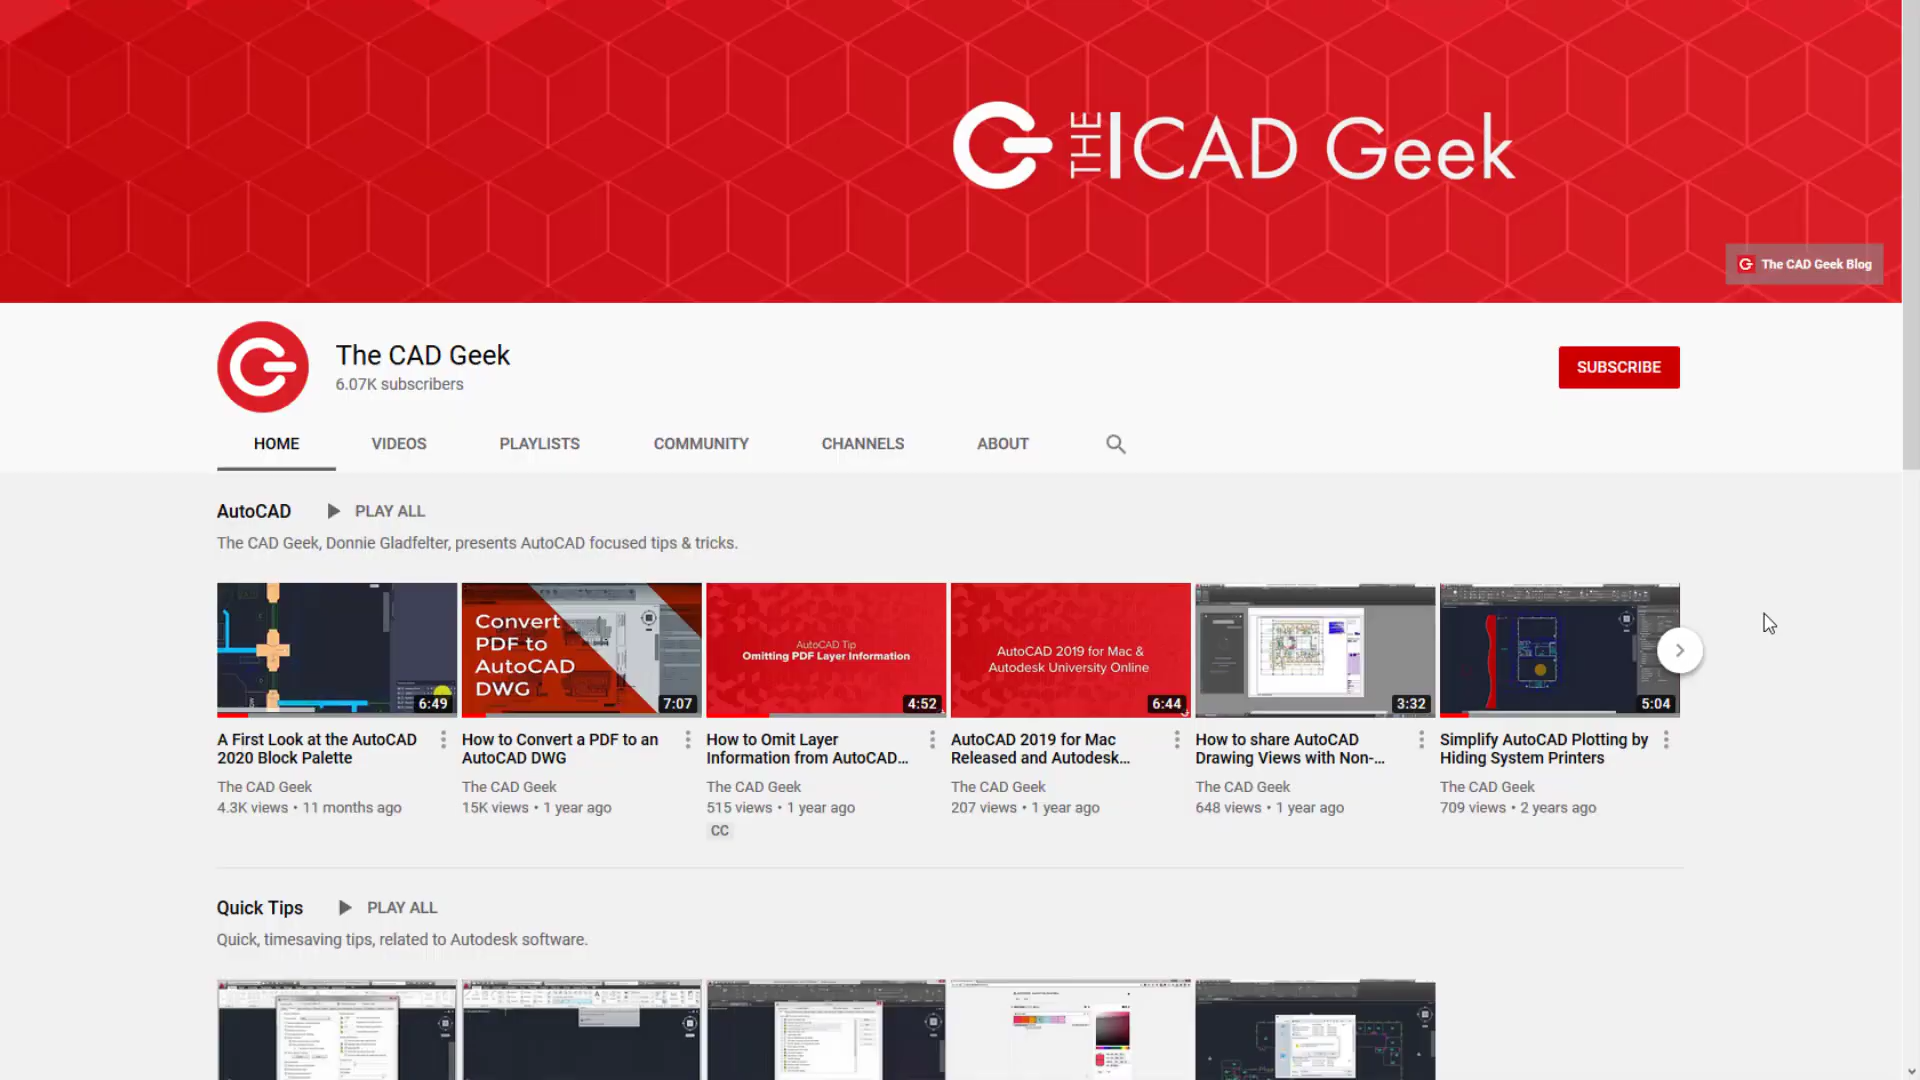 THE CAD Geek
The CAD Geek Blog
The CAD Geek
6.07K subscribers
SUBSCRIBE
HOME VIDEOS PLAYLISTS COMMUNITY CHANNELS ABOUT
AutoCAD PLAY ALL
The CAD Geek, Donnie Gladfelter, presents AutoCAD focused tips & tricks.
6:49
Convert
PDF to
AutoCAD
DWG
7:07
AutoCAD Tip
Omitting PDF Layer Information
4:52
AutoCAD 2019 for Mac &
Autodesk University Online
6:44
3:32
5:04
A First Look at the AutoCAD
2020 Block Palette
The CAD Geek
4.3K views • 11 months ago
How to Convert a PDF to an
AutoCAD DWG
The CAD Geek
15K views • 1 year ago
How to Omit Layer
Information from AutoCAD...
The CAD Geek
515 views • 1 year ago
CC
AutoCAD 2019 for Mac
Released and Autodesk...
The CAD Geek
207 views • 1 year ago
How to share AutoCAD
Drawing Views with Non-...
The CAD Geek
648 views • 1 year ago
Simplify AutoCAD Plotting by
Hiding System Printers
The CAD Geek
709 views • 2 years ago
Quick Tips PLAY ALL
Quick, timesaving tips, related to Autodesk software.